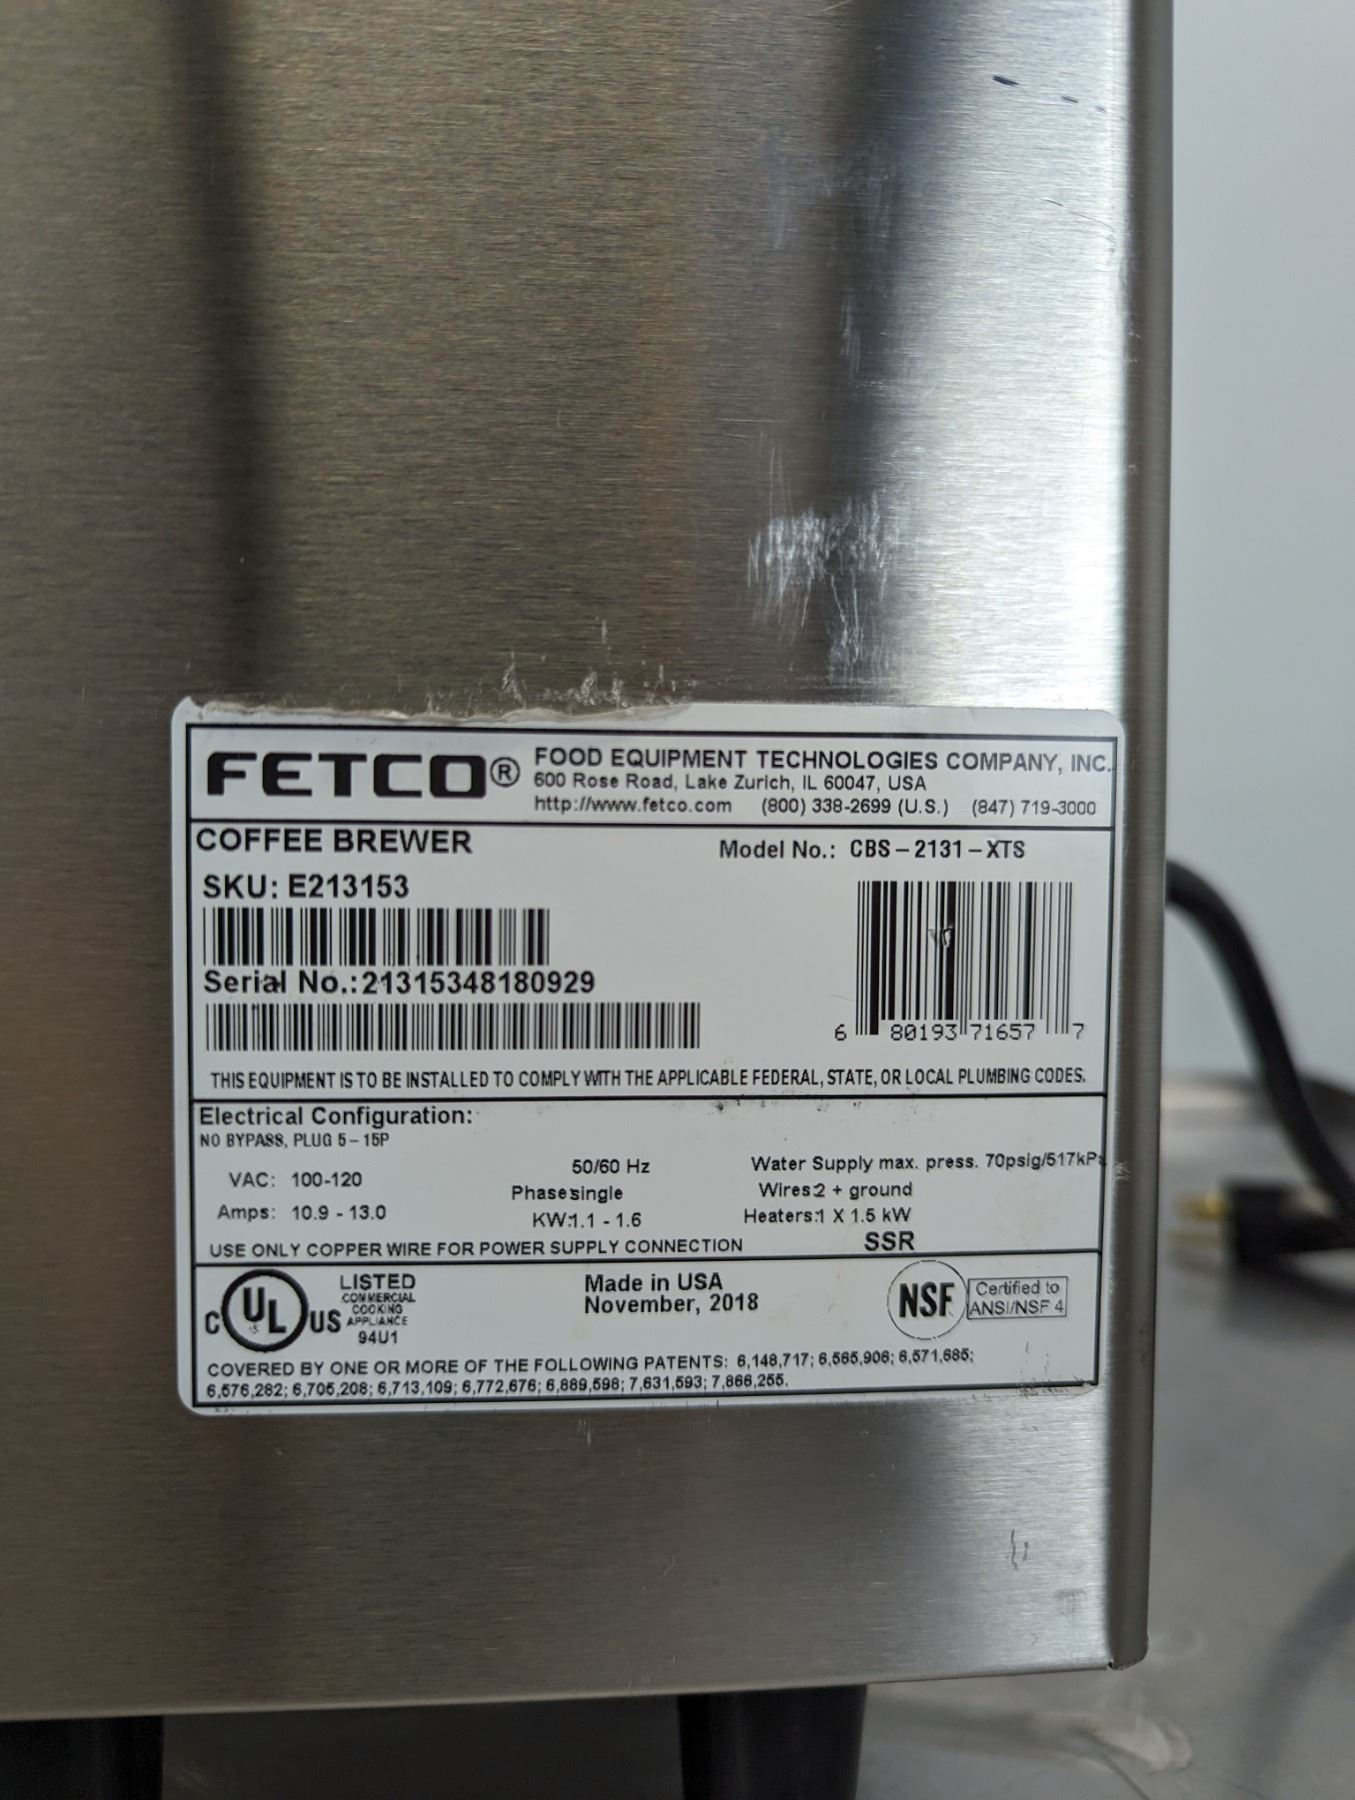 FETCO® FOOD EQUIPMENT TECHNOLOGIES COMPANY, INC.
600 Rose Road, Lake Zurich, IL 60047, USA
http://www.fetco.com (800) 338-2699 (U.S.) (847) 719-3000
COFFEE BREWER
Model No.: CBS-2131-XTS
SKU: E213153
Serial No.:21315348180929
6 80193 71657 7
THIS EQUIPMENT IS TO BE INSTALLED TO COMPLY WITH THE APPLICABLE FEDERAL, STATE, OR LOCAL PLUMBING CODES.
Electrical Configuration:
NO BYPASS, PLUG 5-15P
VAC: 100-120
50/60 Hz
Water Supply max. press. 70psig/517kPa
Phase:single
Wires:2 + ground
Amps: 10.9 - 13.0
KW:1.1 - 1.6
Heaters:1 X 1.5 kW
USE ONLY COPPER WIRE FOR POWER SUPPLY CONNECTION
SSR
C UL US
LISTED
COMMERCIAL
COOKING
APPLIANCE
94U1
Made in USA
November, 2018
NSF
Certified to
ANSI/NSF 4
COVERED BY ONE OR MORE OF THE FOLLOWING PATENTS: 6,148,717; 6,565,906; 6,571,685;
6,576,282; 6,705,208; 6,713,109; 6,772,676; 6,889,598; 7,631,593; 7,866,255.